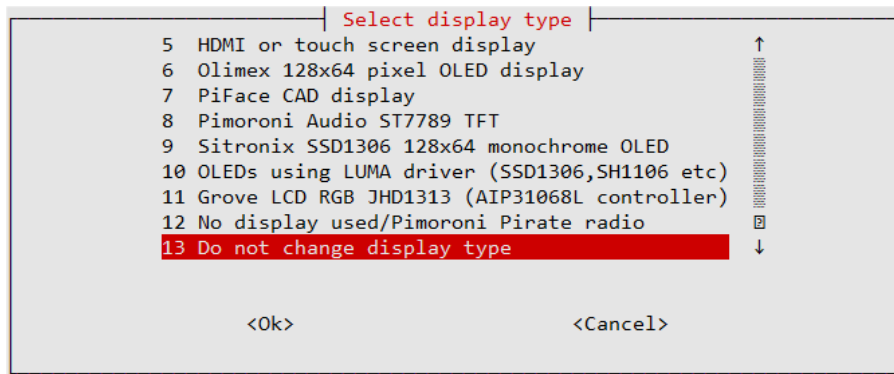 Select display type
5 HDMI or touch screen display ↑
6 Olimex 128x64 pixel OLED display
7 PiFace CAD display
8 Pimoroni Audio ST7789 TFT
9 Sitronix SSD1306 128x64 monochrome OLED
10 OLEDs using LUMA driver (SSD1306,SH1106 etc)
11 Grove LCD RGB JHD1313 (AIP31068L controller)
12 No display used/Pimoroni Pirate radio
13 Do not change display type ↓
<Ok> <Cancel>